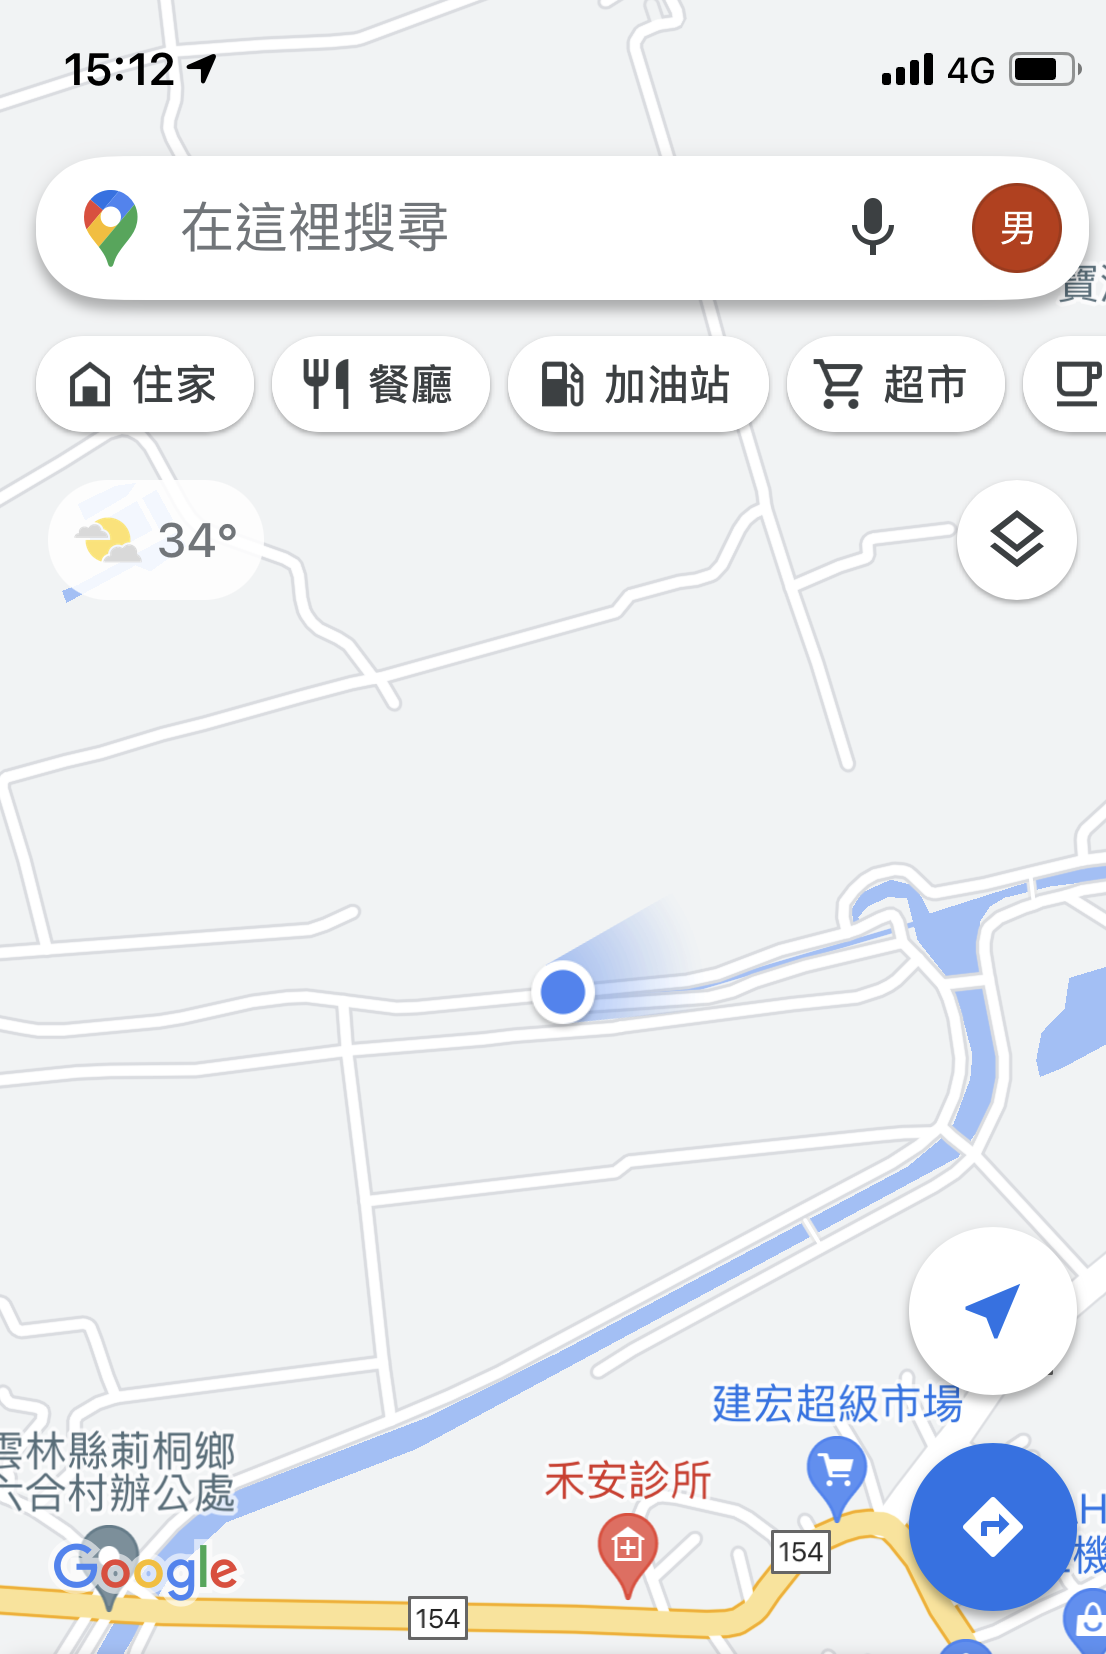 15:12
4G
在這裡搜尋
男
住家
餐廳
加油站
超市
34°
建宏超級市場
禾安診所
雲林縣莿桐鄉
六合村辦公處
154
154
Google
H
機